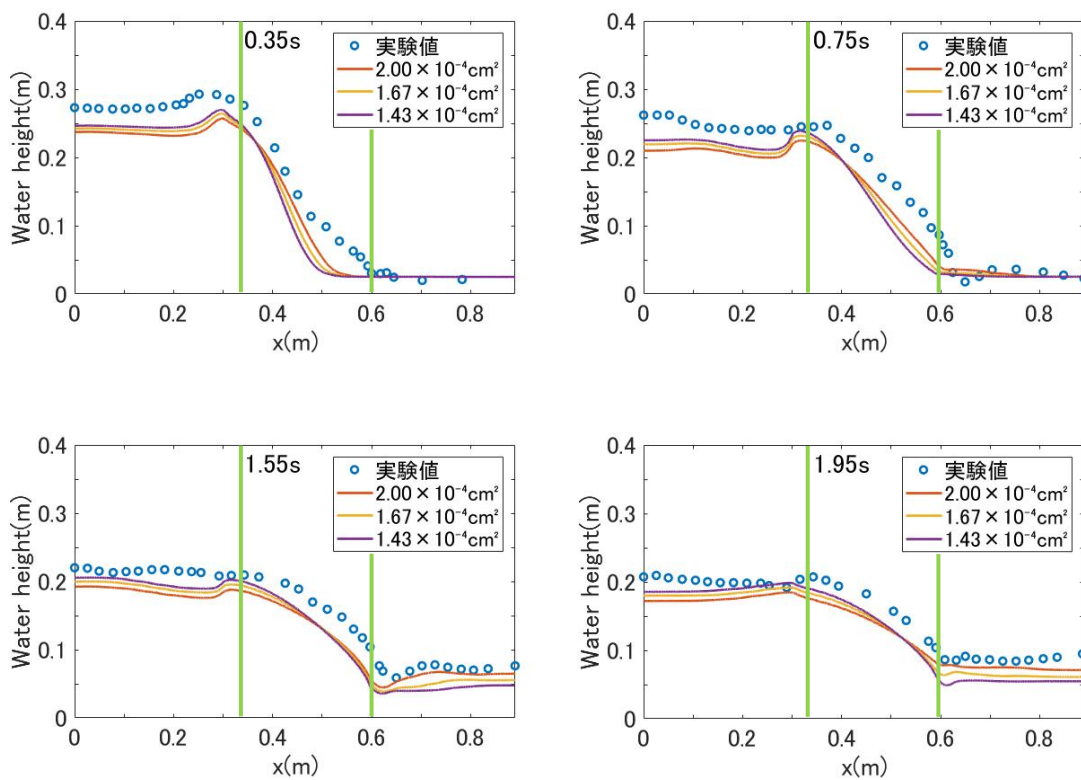 0.4
0.3
0.2
0.1
0
Water height(m)
0.35s
実験値
2.00×10⁻⁴cm²
1.67×10⁻⁴cm²
1.43×10⁻⁴cm²
0 0.2 0.4 0.6 0.8
x(m)
0.4
0.3
0.2
0.1
0
Water height(m)
0.75s
実験値
2.00×10⁻⁴cm²
1.67×10⁻⁴cm²
1.43×10⁻⁴cm²
0 0.2 0.4 0.6 0.8
x(m)
0.4
0.3
0.2
0.1
0
Water height(m)
1.55s
実験値
2.00×10⁻⁴cm²
1.67×10⁻⁴cm²
1.43×10⁻⁴cm²
0 0.2 0.4 0.6 0.8
x(m)
0.4
0.3
0.2
0.1
0
Water height(m)
1.95s
実験値
2.00×10⁻⁴cm²
1.67×10⁻⁴cm²
1.43×10⁻⁴cm²
0 0.2 0.4 0.6 0.8
x(m)